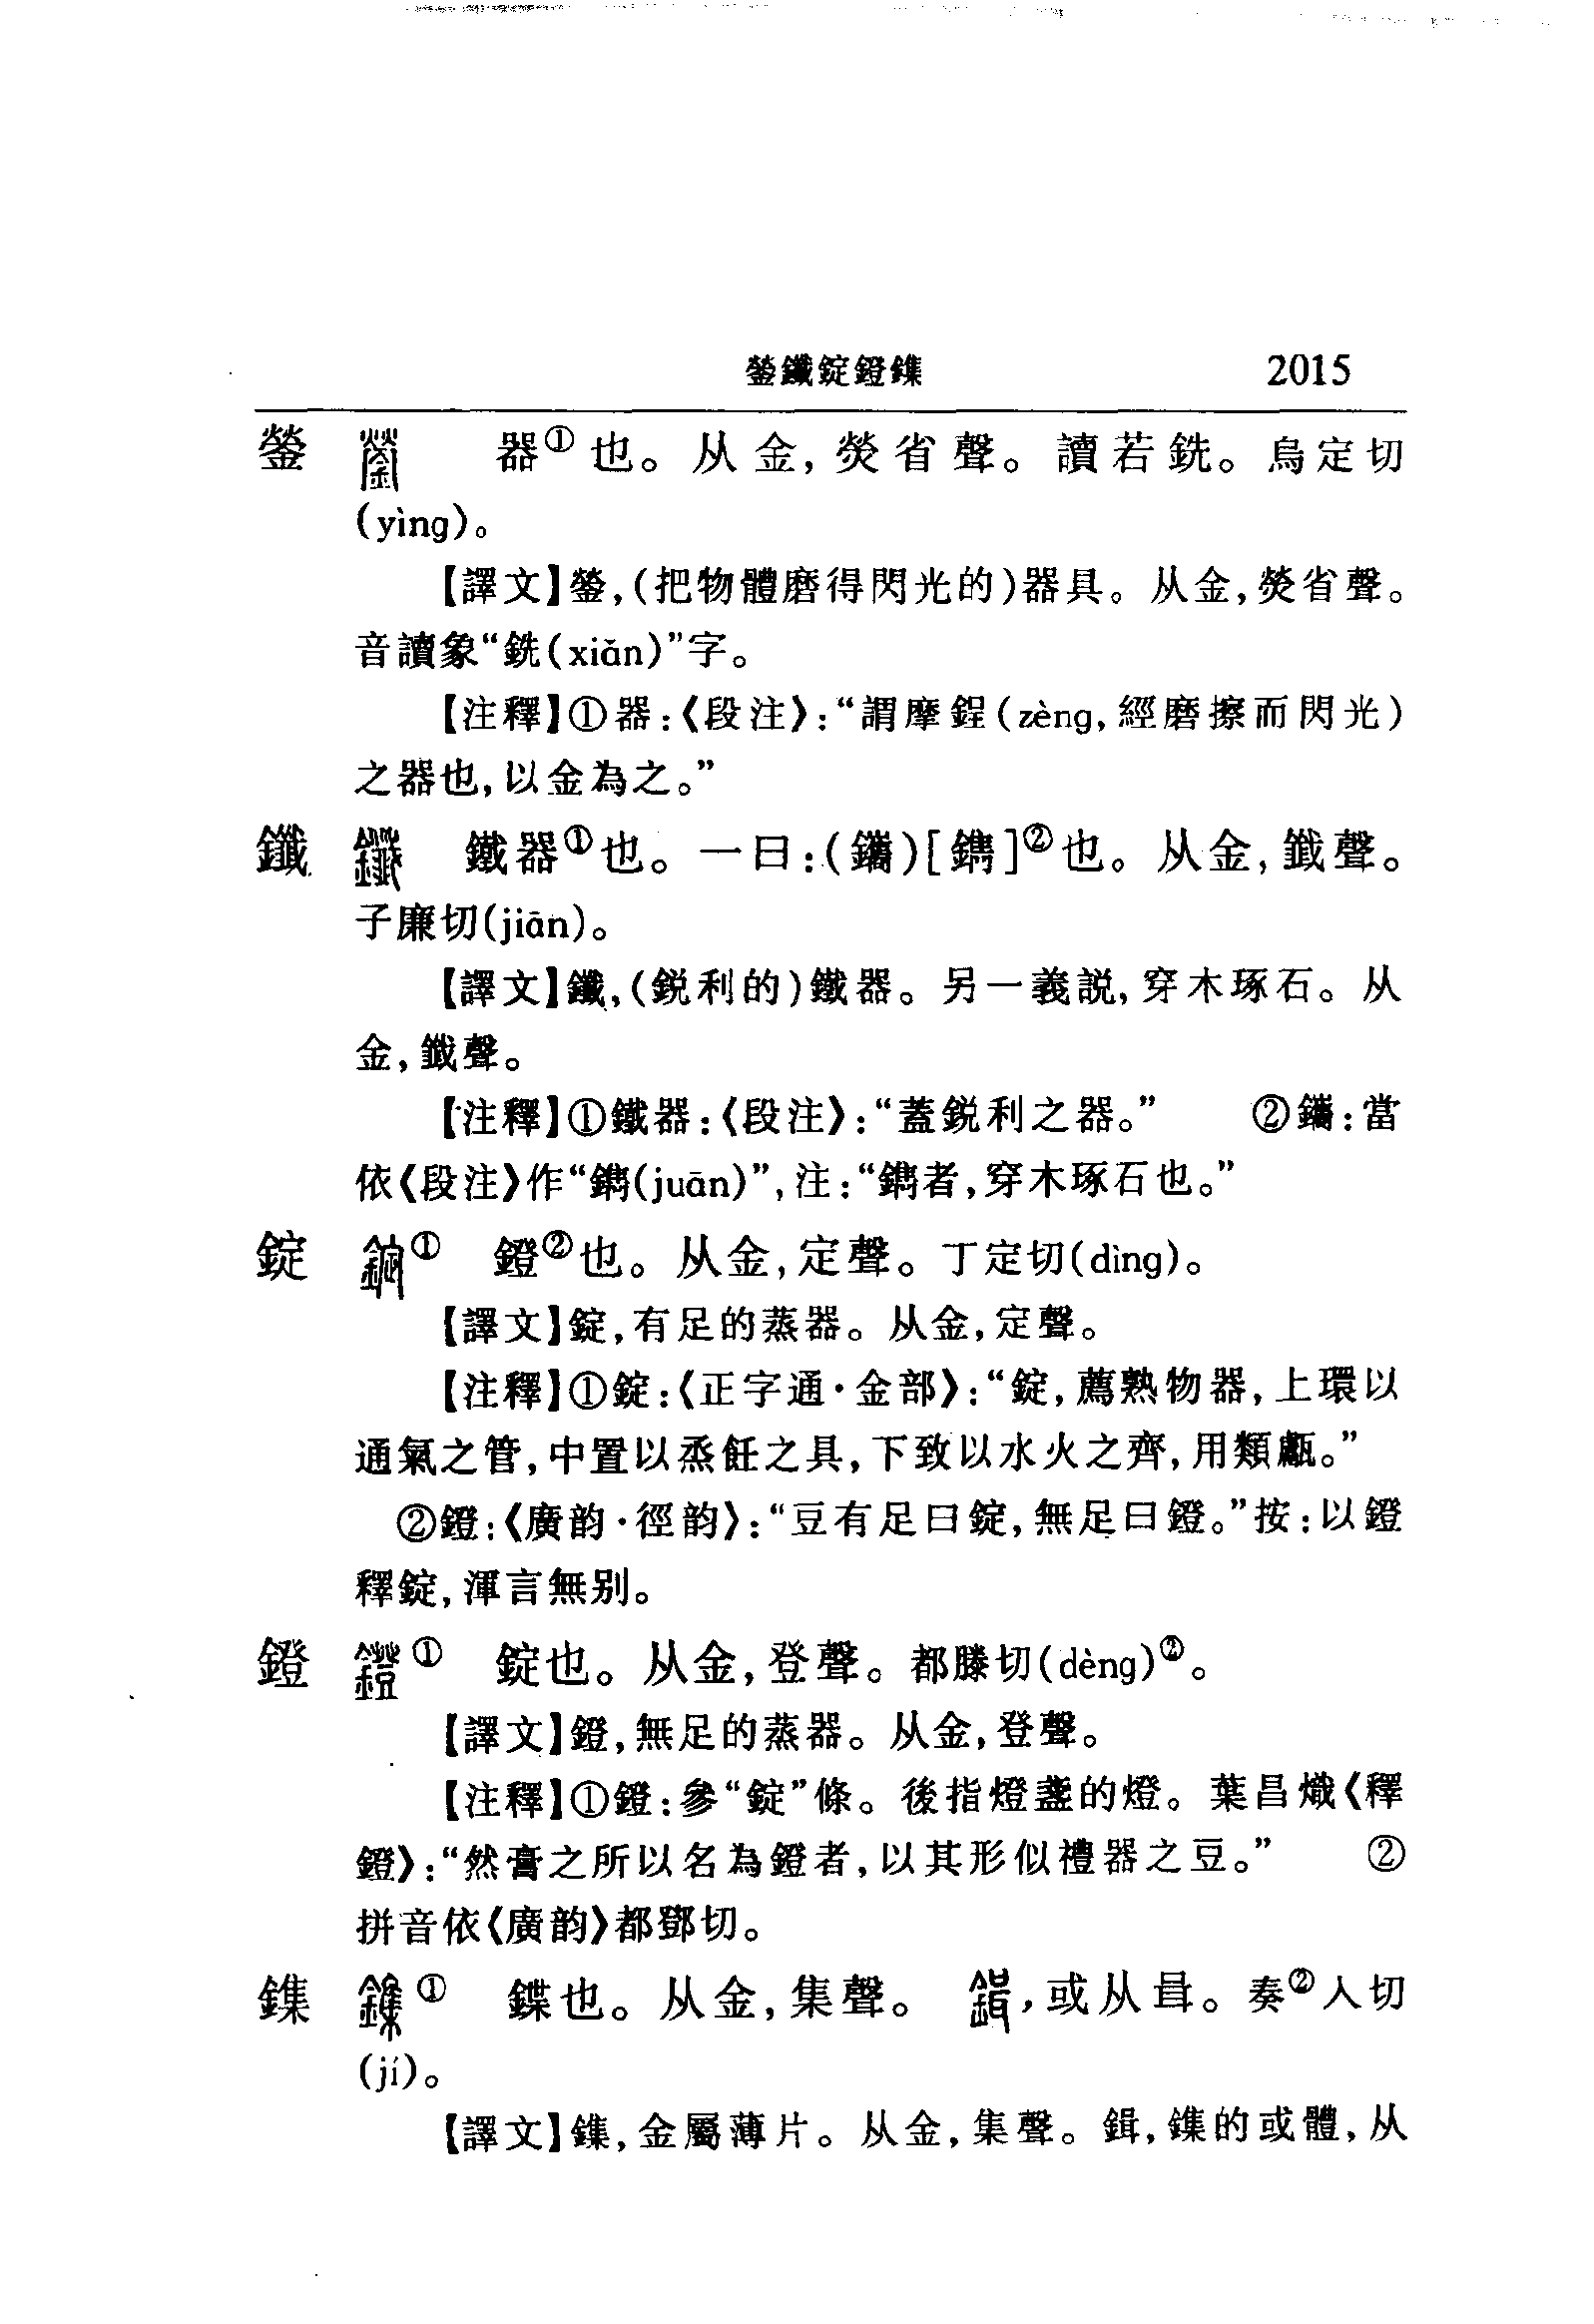 鎣鑯錠鐙鏶 2015
鎣 器①也。从金,熒省聲。讀若銑。烏定切
(yìng)。
【譯文】鎣,(把物體磨得閃光的)器具。从金,熒省聲。
音讀象“銑(xiǎn)”字。
【注釋】①器:《段注》:“謂摩鋥(zèng,經磨擦而閃光)
之器也,以金為之。”
鑯 鐵器①也。一曰:(鑴)[鐫]②也。从金,韱聲。
子廉切(jiān)。
【譯文】鑯,(鋭利的)鐵器。另一義説,穿木琢石。从
金,韱聲。
【注釋】①鐵器:《段注》:“蓋鋭利之器。” ②鑴:當
依《段注》作“鐫(juān)”,注:“鐫者,穿木琢石也。”
錠 ① 鐙②也。从金,定聲。丁定切(dìng)。
【譯文】錠,有足的蒸器。从金,定聲。
【注釋】①錠:《正字通·金部》:“錠,薦熟物器,上環以
通氣之管,中置以烝飪之具,下致以水火之齊,用類甗。”
②鐙:《廣韵·徑韵》:“豆有足曰錠,無足曰鐙。”按:以鐙
釋錠,渾言無别。
鐙 ① 錠也。从金,登聲。都滕切(dèng)②。
【譯文】鐙,無足的蒸器。从金,登聲。
【注釋】①鐙:參“錠”條。後指燈盞的燈。葉昌熾《釋
鐙》:“然膏之所以名為鐙者,以其形似禮器之豆。” ②
拼音依《廣韵》都鄧切。
鏶 ① 鍱也。从金,集聲。 ,或从咠。奏②入切
(jí)。
【譯文】鏶,金屬薄片。从金,集聲。鍓,鏶的或體,从